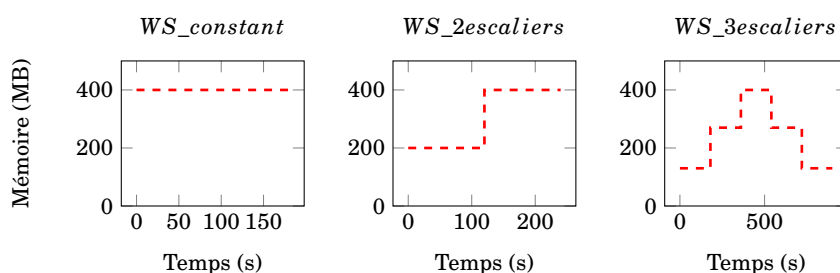 WS_constant
WS_2escaliers
WS_3escaliers
Mémoire (MB)
400
200
0
0 50 100 150
Temps (s)
400
200
0
0 100 200
Temps (s)
400
200
0
0 500
Temps (s)